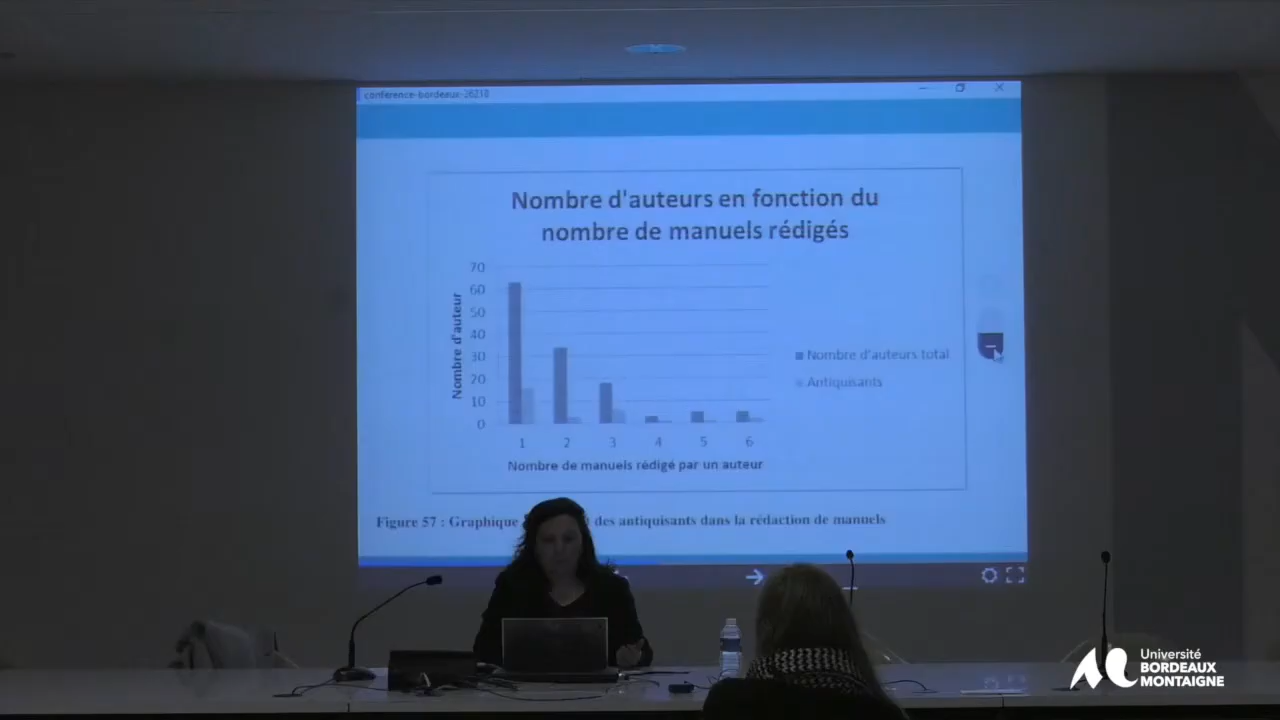 conférence-bordeaux-36210
Nombre d'auteurs en fonction du
nombre de manuels rédigés
Nombre d'auteur
70
60
50
40
30
20
10
0
1 2 3 4 5 6
Nombre de manuels rédigé par un auteur
Nombre d'auteurs total
Antiquisants
Figure 57 : Graphique des antiquisants dans la rédaction de manuels
Université
BORDEAUX
MONTAIGNE